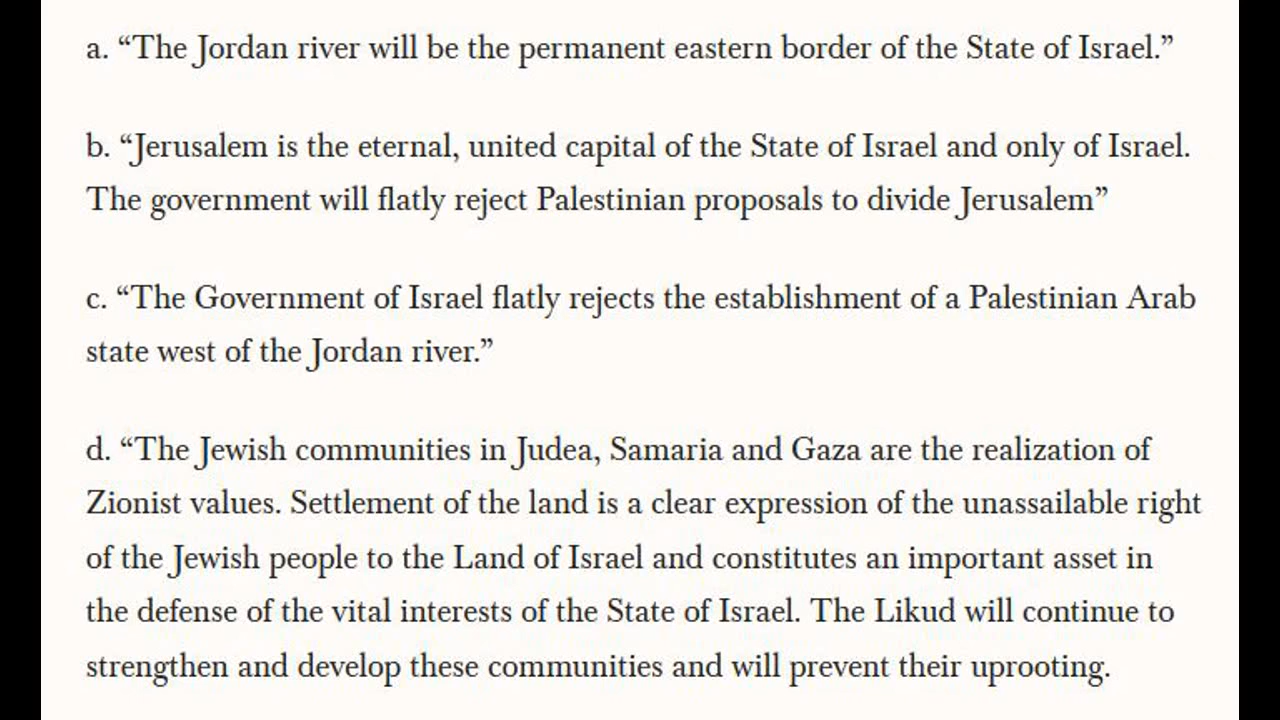 a. “The Jordan river will be the permanent eastern border of the State of Israel.”
b. “Jerusalem is the eternal, united capital of the State of Israel and only of Israel.
The government will flatly reject Palestinian proposals to divide Jerusalem”
c. “The Government of Israel flatly rejects the establishment of a Palestinian Arab
state west of the Jordan river.”
d. “The Jewish communities in Judea, Samaria and Gaza are the realization of
Zionist values. Settlement of the land is a clear expression of the unassailable right
of the Jewish people to the Land of Israel and constitutes an important asset in
the defense of the vital interests of the State of Israel. The Likud will continue to
strengthen and develop these communities and will prevent their uprooting.